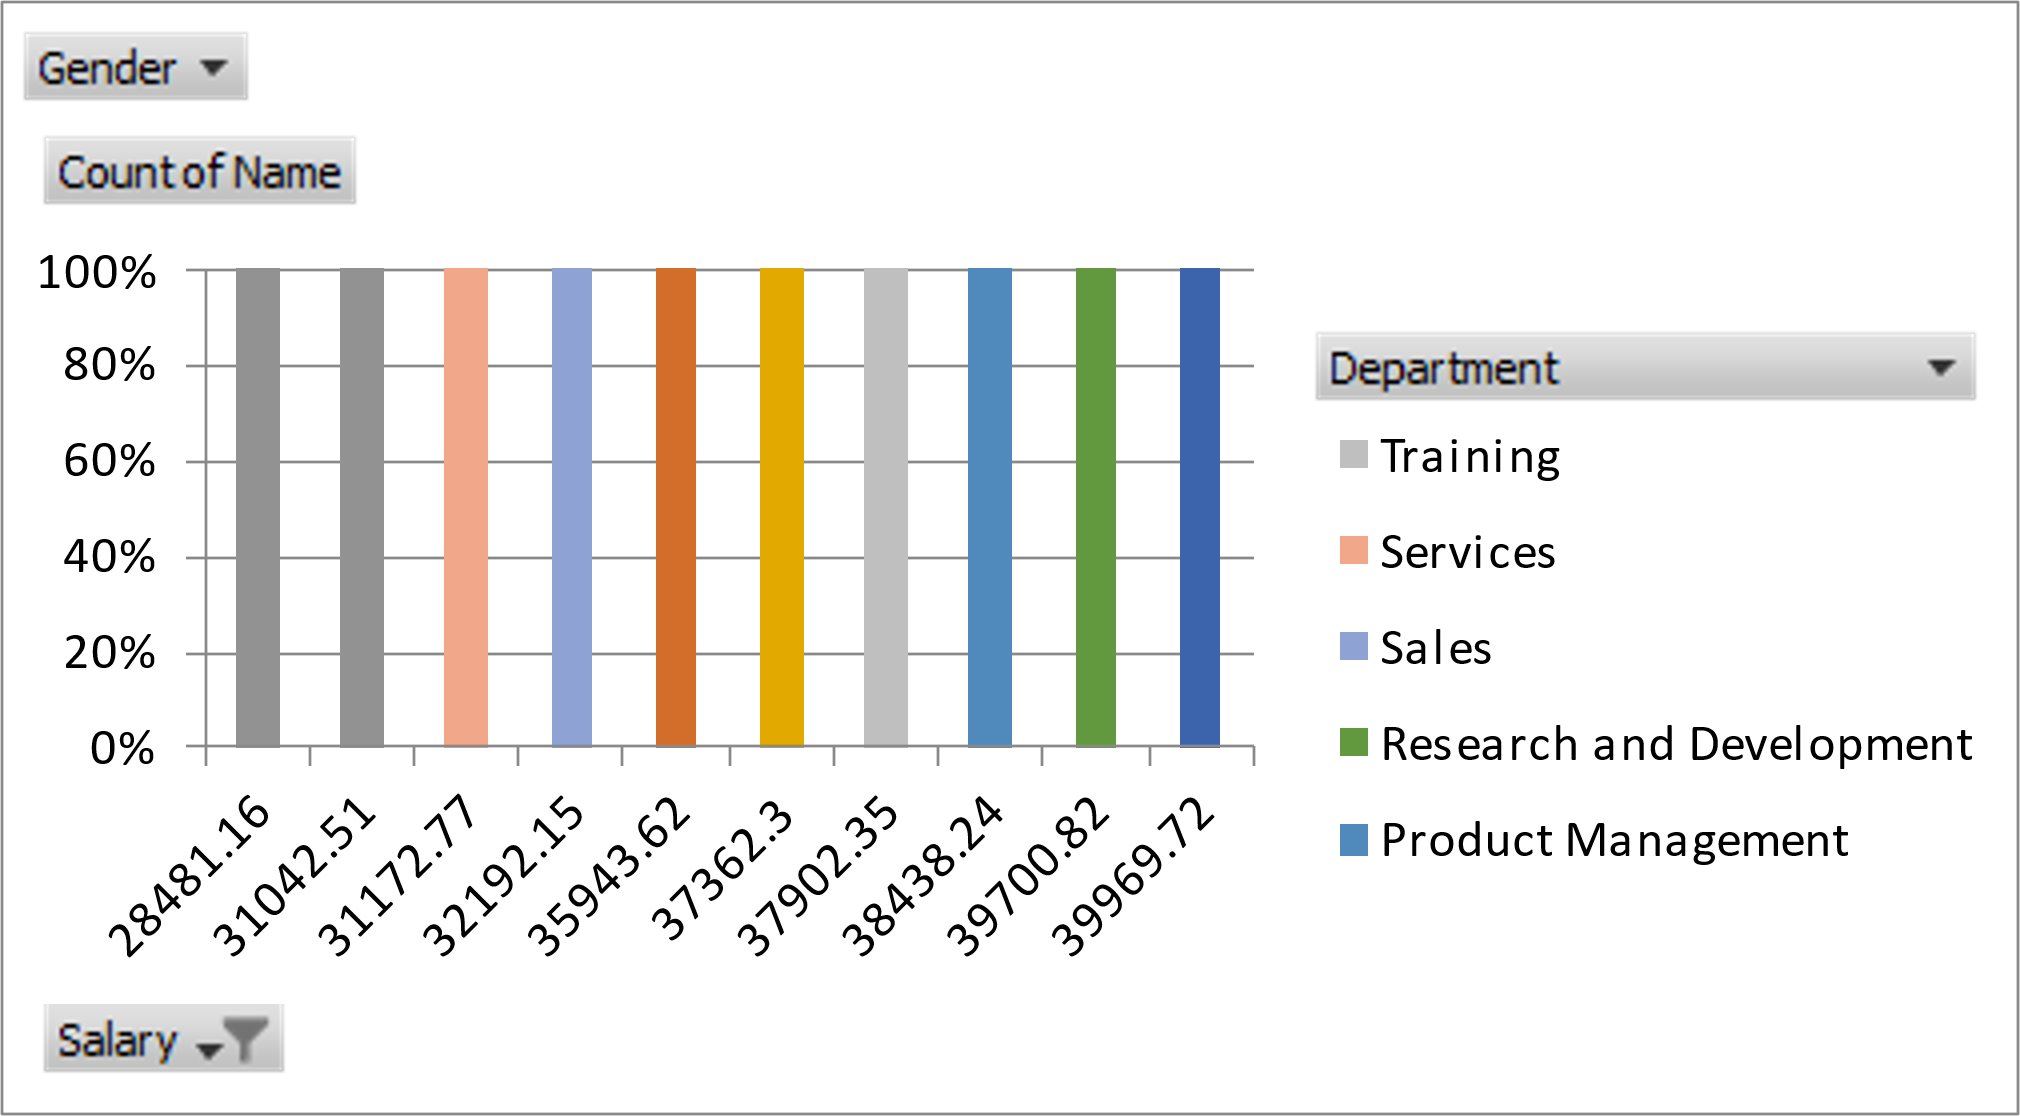 Gender
Count of Name
100%
80%
60%
40%
20%
0%
28481.16
31042.51
31172.77
32192.15
35943.62
37362.3
37902.35
38438.24
39700.82
39969.72
Department
Training
Services
Sales
Research and Development
Product Management
Salary